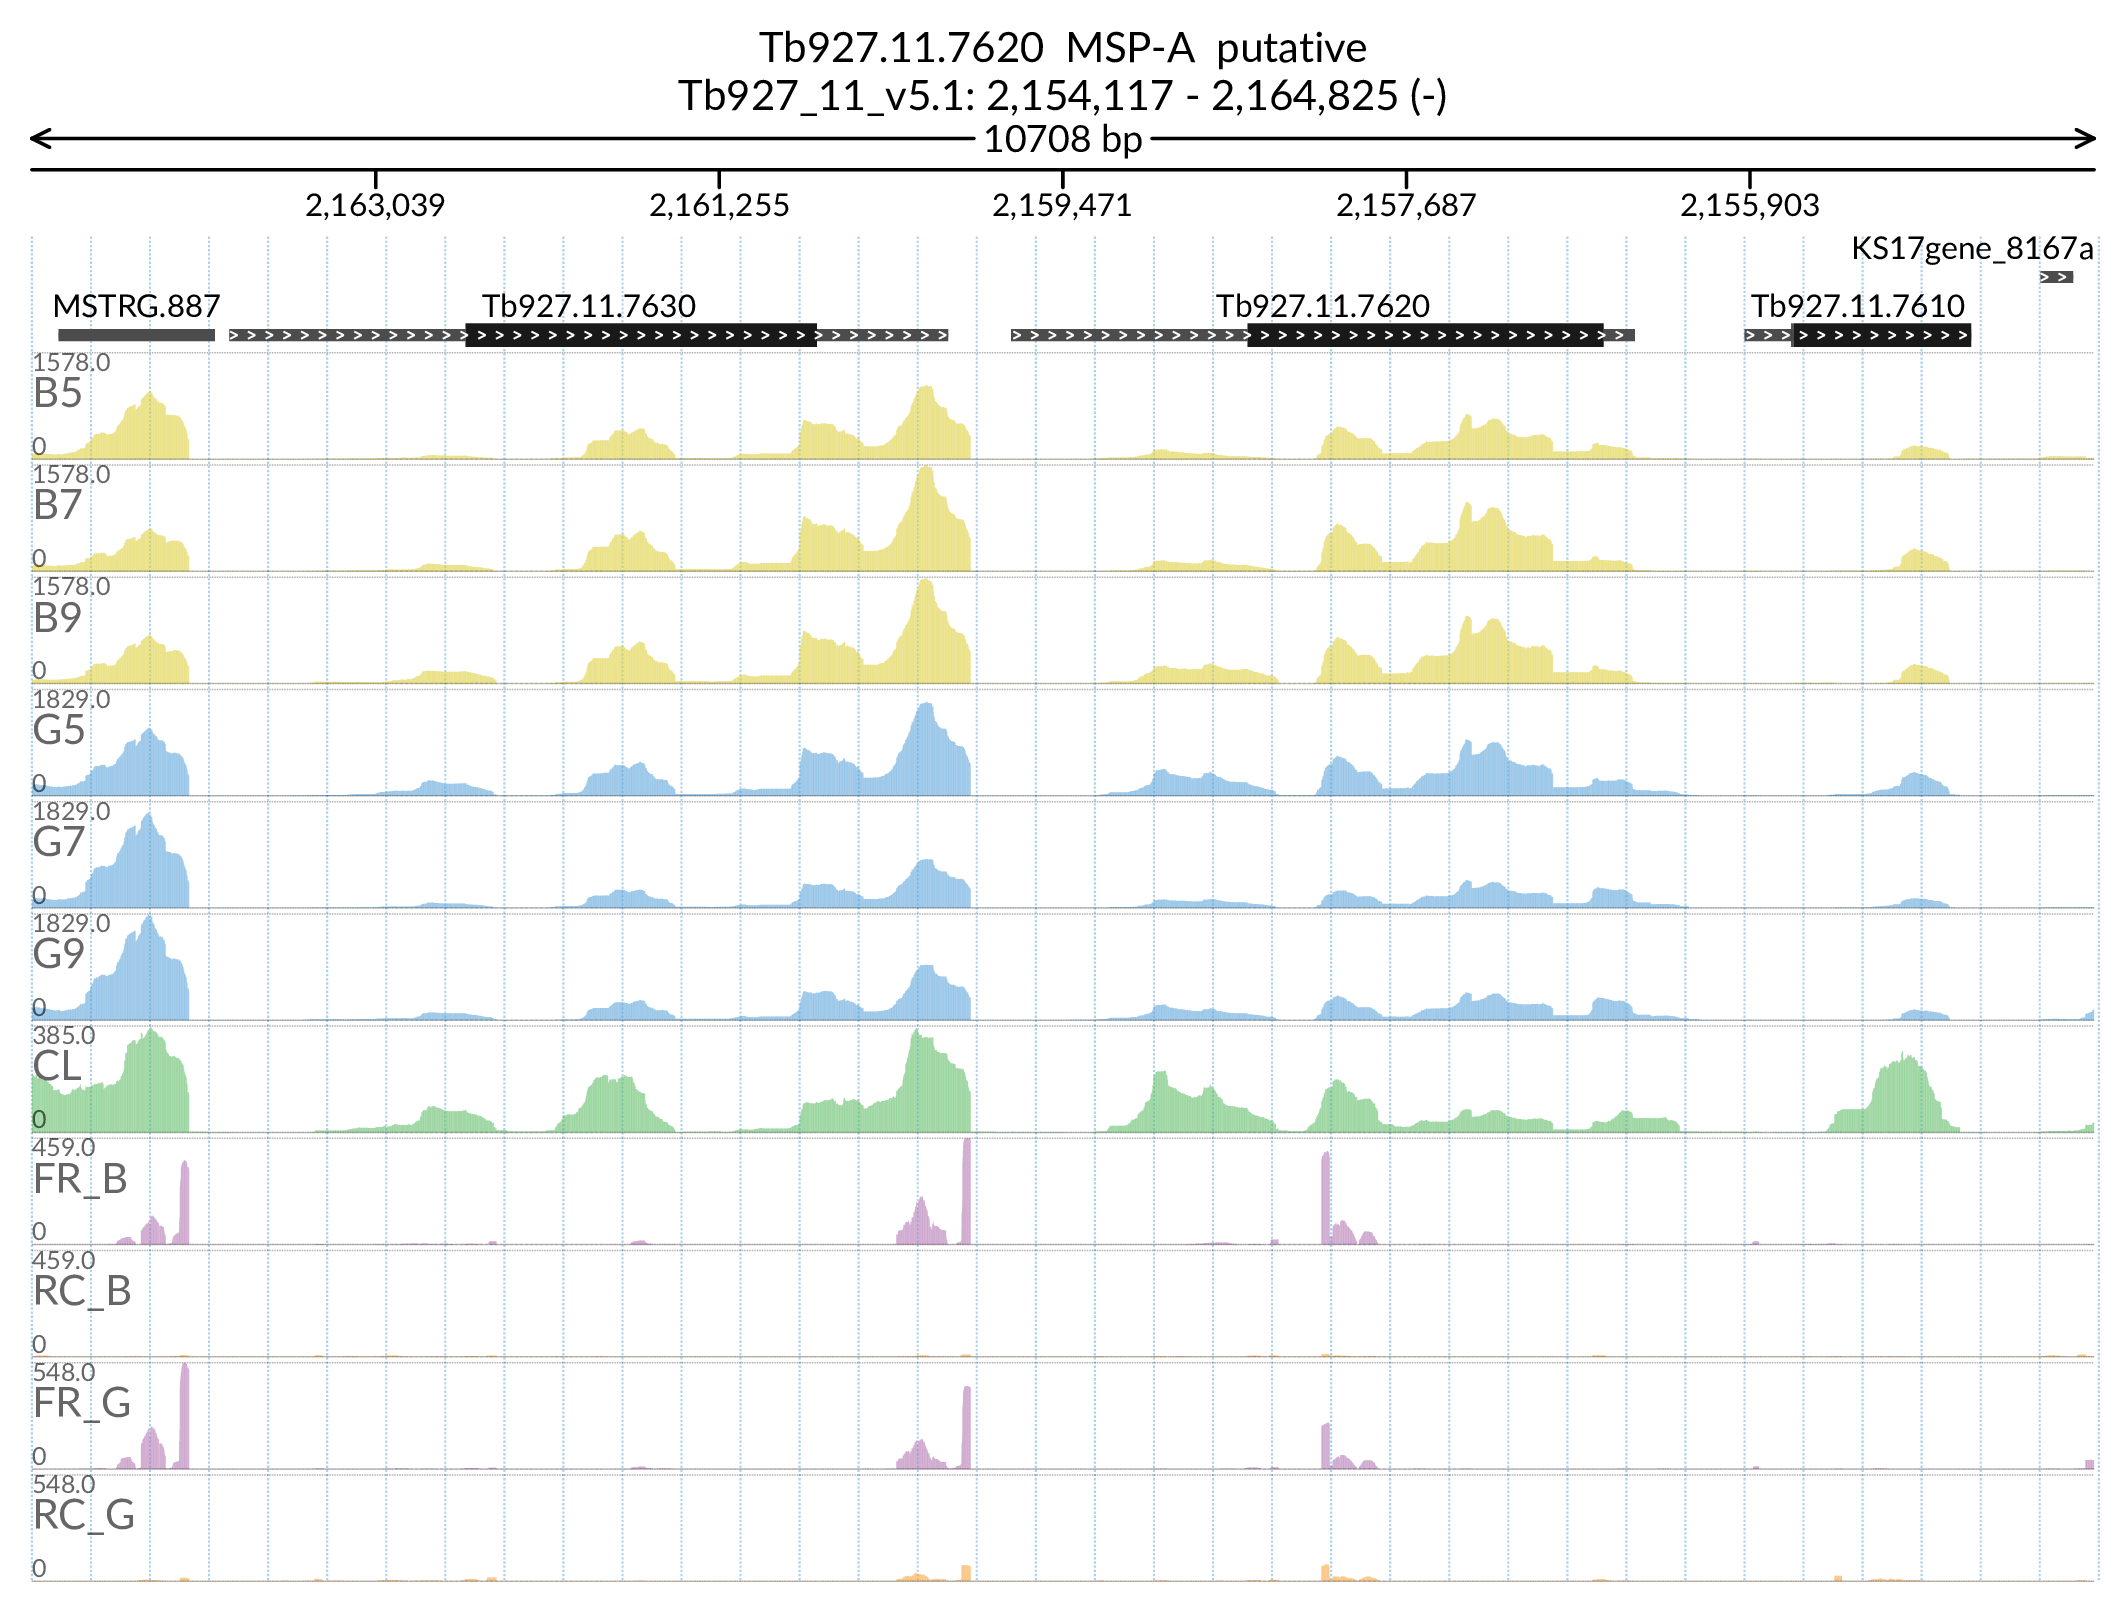 Tb927.11.7620 MSP-A putative
Tb927_11_v5.1: 2,154,117 - 2,164,825 (-)
10708 bp
2,163,039 2,161,255 2,159,471 2,157,687 2,155,903
KS17gene_8167a
MSTRG.887 Tb927.11.7630 Tb927.11.7620 Tb927.11.7610
1578.0
B5
0
1578.0
B7
0
1578.0
B9
0
1829.0
G5
0
1829.0
G7
0
1829.0
G9
0
385.0
CL
0
459.0
FR_B
0
459.0
RC_B
0
548.0
FR_G
0
548.0
RC_G
0